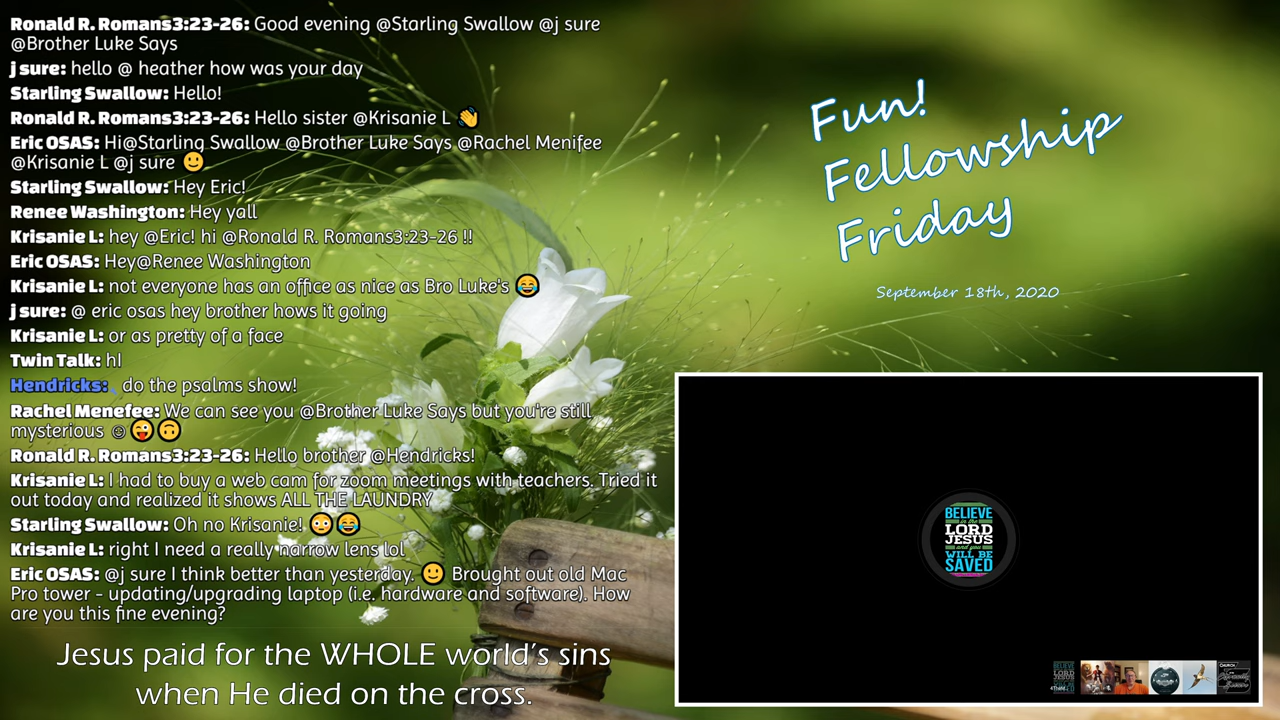 Ronald R. Romans3:23-26: Good evening @Starling Swallow @j sure
@Brother Luke Says
j sure: hello @ heather how was your day
Starling Swallow: Hello!
Ronald R. Romans3:23-26: Hello sister @Krisanie L 👋
Eric OSAS: Hi@Starling Swallow @Brother Luke Says @Rachel Menifee
@Krisanie L @j sure 🙂
Starling Swallow: Hey Eric!
Renee Washington: Hey yall
Krisanie L: hey @Eric! hi @Ronald R. Romans3:23-26 !!
Eric OSAS: Hey@Renee Washington
Krisanie L: not everyone has an office as nice as Bro Luke's 😂
j sure: @ eric osas hey brother hows it going
Krisanie L: or as pretty of a face
Twin Talk: hI
Hendricks: do the psalms show!
Rachel Menefee: We can see you @Brother Luke Says but you're still
mysterious ☺😜🙃
Ronald R. Romans3:23-26: Hello brother @Hendricks!
Krisanie L: I had to buy a web cam for zoom meetings with teachers. Tried it
out today and realized it shows ALL THE LAUNDRY
Starling Swallow: Oh no Krisanie! 😳😂
Krisanie L: right I need a really narrow lens lol
Eric OSAS: @j sure I think better than yesterday. 🙂 Brought out old Mac
Pro tower - updating/upgrading laptop (i.e. hardware and software). How
are you this fine evening?
Jesus paid for the WHOLE world's sins
when He died on the cross.
Fun!
Fellowship
Friday
September 18th, 2020
BELIEVE
in the
LORD
JESUS
and you
WILL BE
SAVED